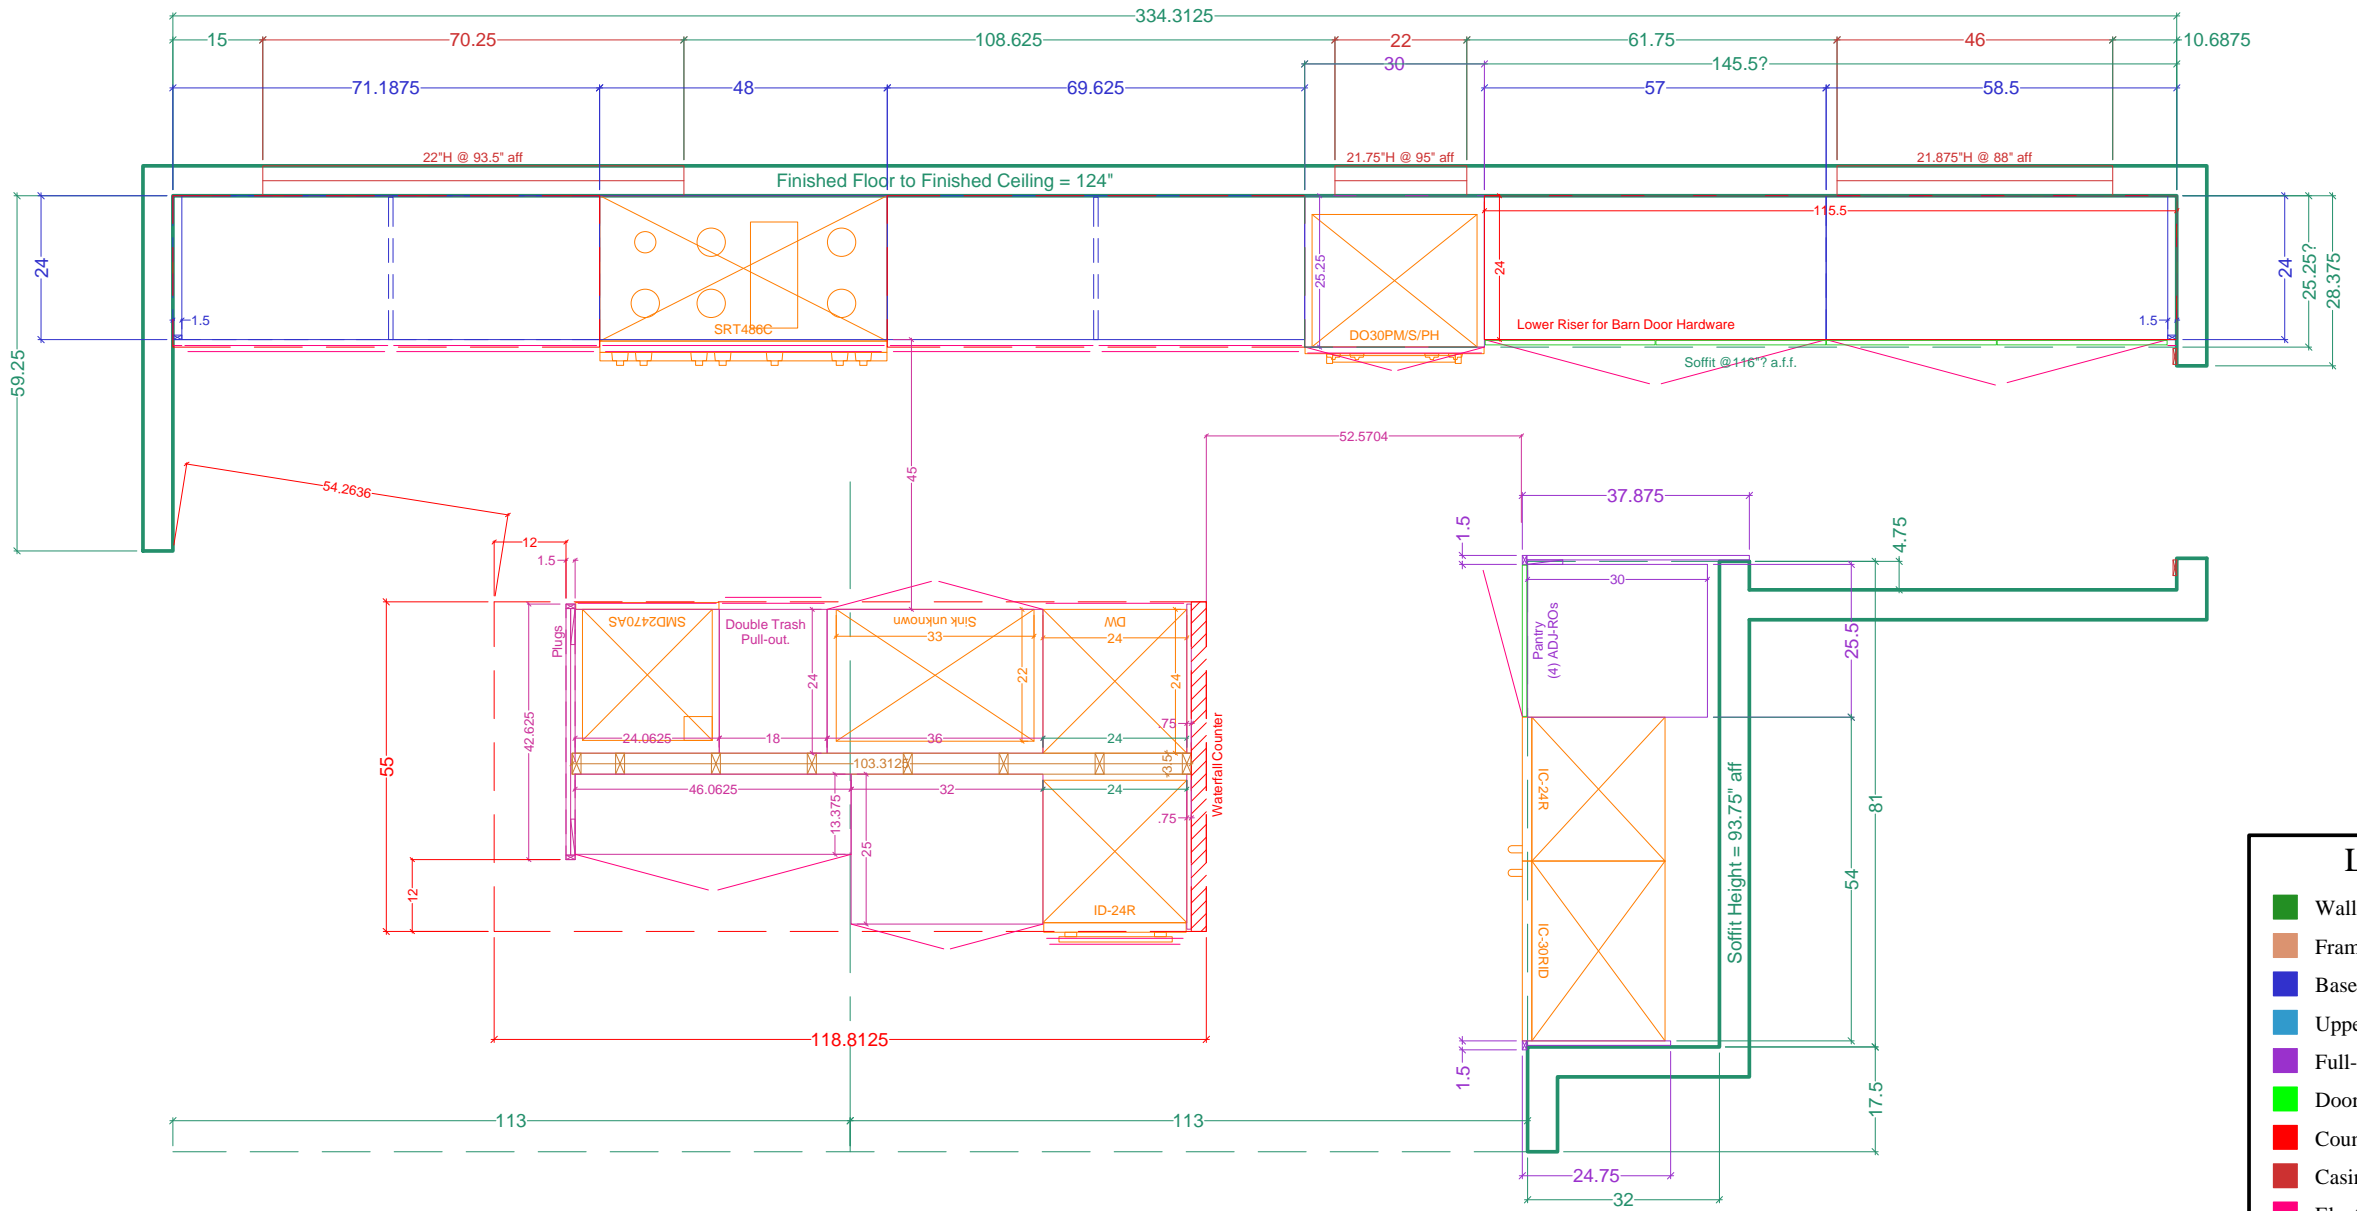 334.3125
15
70.25
108.625
22
61.75
46
10.6875
30
145.5?
71.1875
48
69.625
57
58.5
22"H @ 93.5" aff
21.75"H @ 95" aff
21.875"H @ 88" aff
Finished Floor to Finished Ceiling = 124"
115.5
24
59.25
1.5
SRT486C
25.25
DO30PM/S/PH
24
Lower Riser for Barn Door Hardware
Soffit @116"? a.f.f.
1.5
24
25.25?
28.375
54.2636
45
52.5704
37.875
1.5
4.75
12
1.5
30
Plugs
SMD2470AS
Double Trash
Pull-out.
Sink unknown
33
DW
24
Pantry
(4) ADJ-ROs
25.5
42.625
24
22
24
.75
Waterfall Counter
24.0625
18
36
24
55
103.3125
3.5
46.0625
32
24
13.375
.75
25
12
ID-24R
IC-24R
IC-30RID
Soffit Height = 93.75" aff
81
54
118.8125
1.5
17.5
113
113
24.75
32
L
Wall
Fram
Base
Uppe
Full-
Door
Coun
Casin